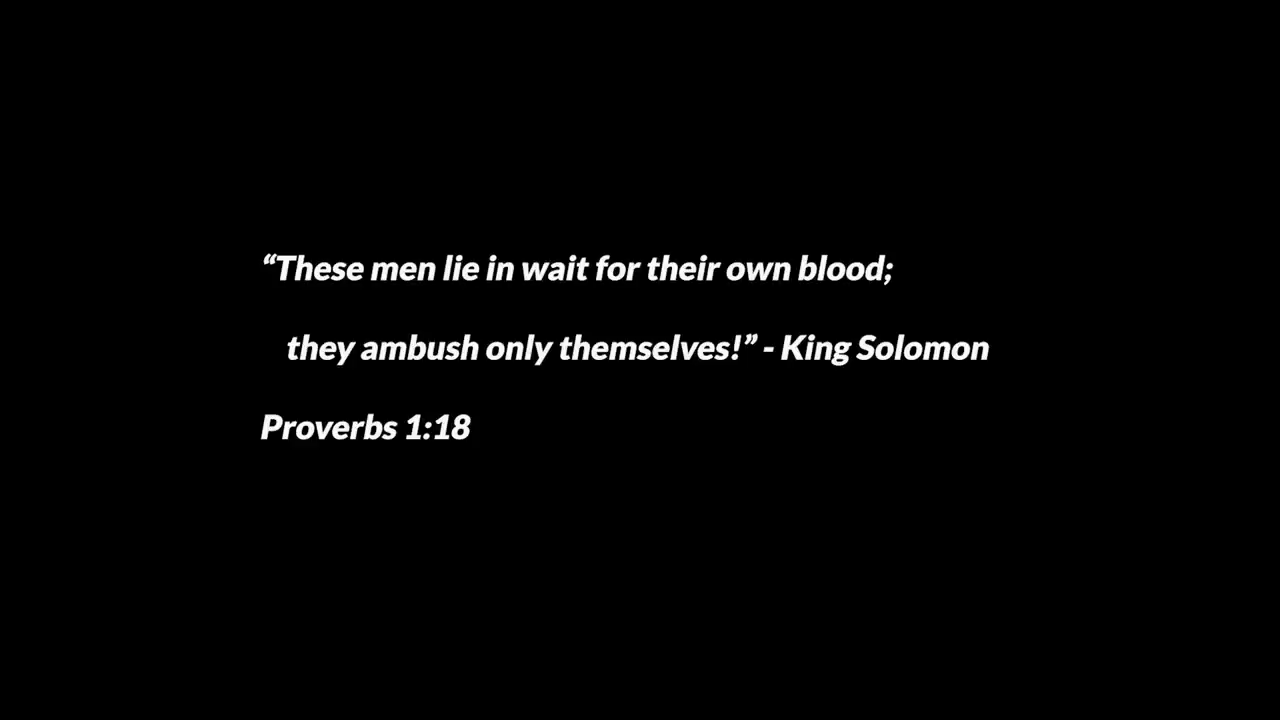 “These men lie in wait for their own blood;
they ambush only themselves!” - King Solomon
Proverbs 1:18